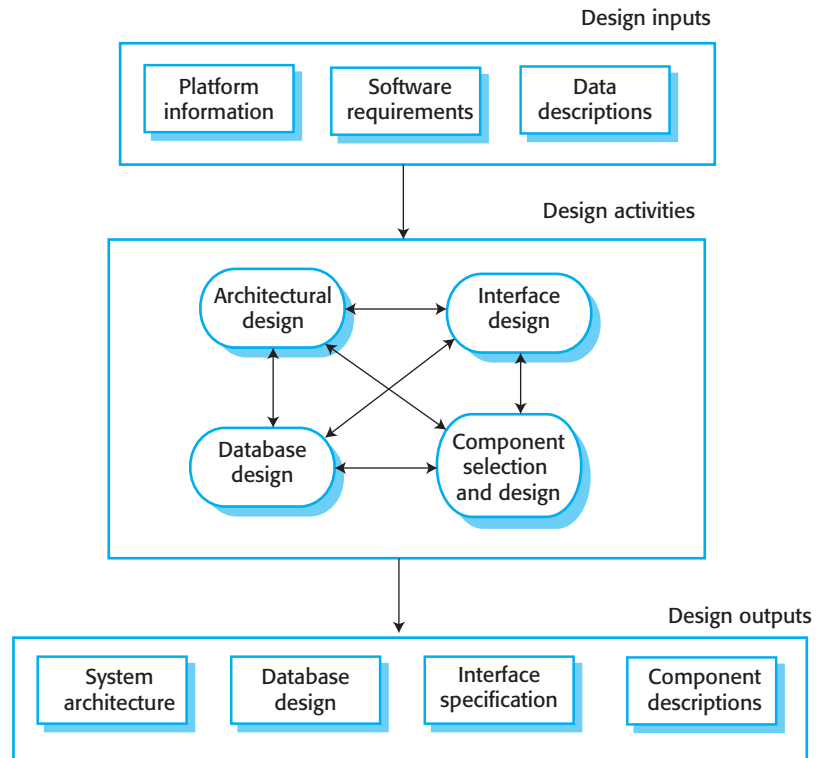 Design inputs
Platform
information
Software
requirements
Data
descriptions
Design activities
Architectural
design
Interface
design
Database
design
Component
selection
and design
Design outputs
System
architecture
Database
design
Interface
specification
Component
descriptions